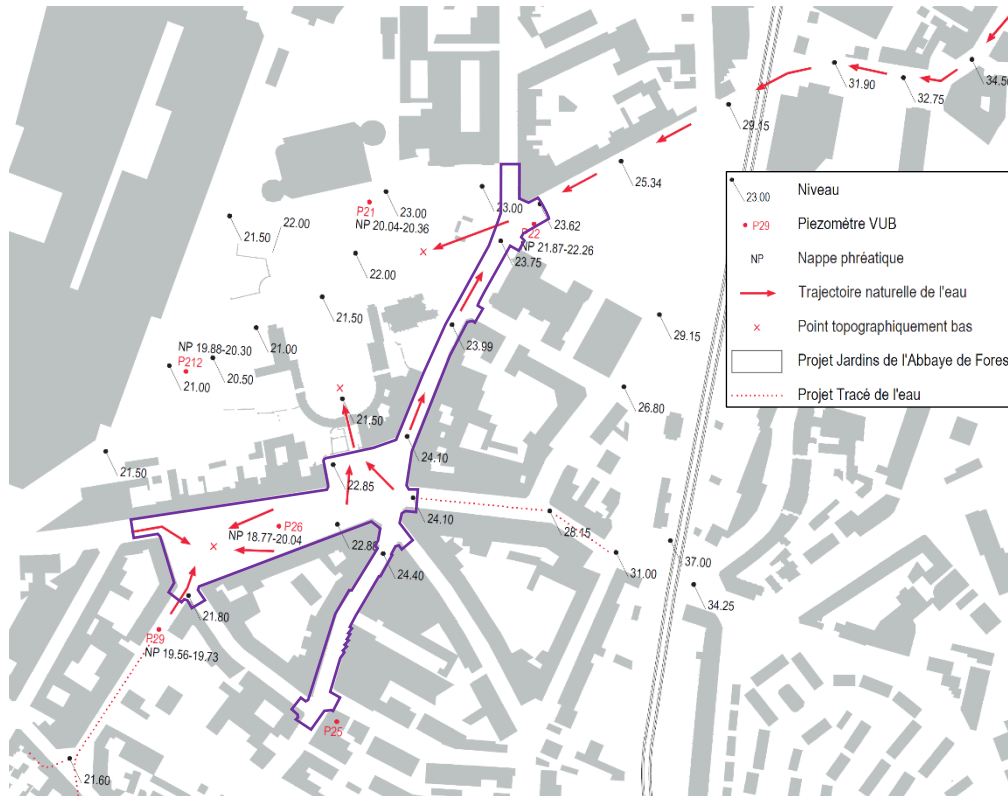 31.90
34.50
32.75
29.15
25.34
23.00
Niveau
P29
Piezomètre VUB
NP
Nappe phréatique
Trajectoire naturelle de l'eau
Point topographiquement bas
Projet Jardins de l'Abbaye de Fores
Projet Tracé de l'eau
P21
23.00
NP 20.04-20.36
23.00
23.62
P22
NP 21.87-22.26
23.75
21.50
22.00
22.00
21.50
23.99
29.15
21.00
NP 19.88-20.30
P212
20.50
21.00
26.80
21.50
24.10
21.50
22.85
24.10
28.15
P26
NP 18.77-20.04
22.88
24.40
31.00
37.00
34.25
21.80
P29
NP 19.56-19.73
P25
21.60